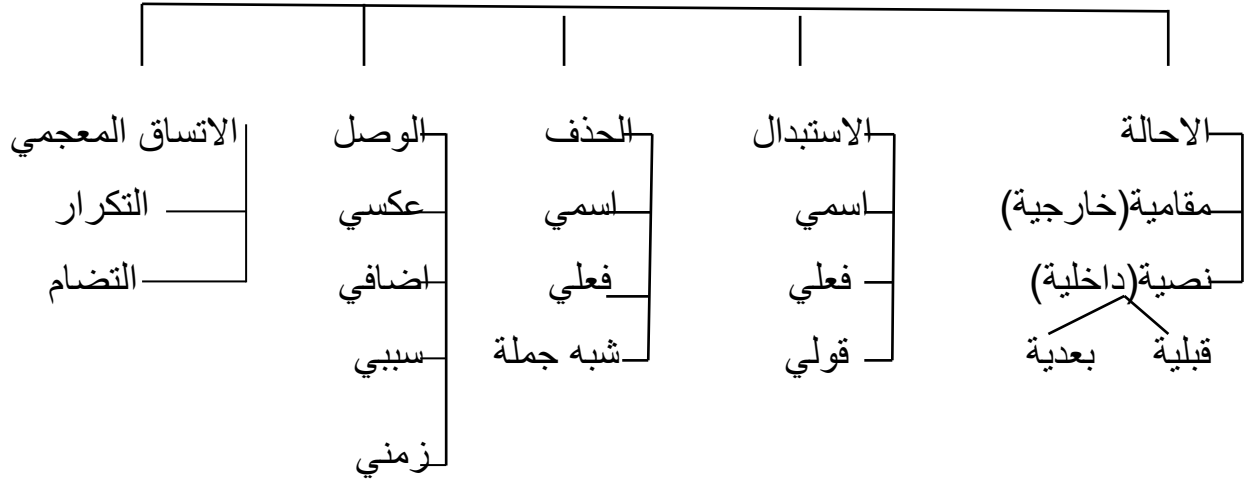 الاحالة الاستبدال الحذف الوصل الاتساق المعجمي
مقامية(خارجية) اسمي اسمي عكسي التكرار
نصية(داخلية) فعلي فعلي اضافي التضام
قبلية بعدية قولي شبه جملة سببي
زمني